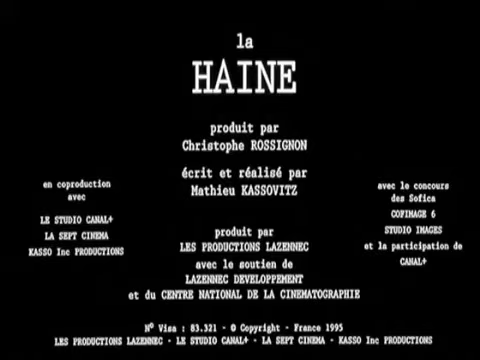 la
HAINE
produit par
Christophe ROSSIGNON
écrit et réalisé par
Mathieu KASSOVITZ
en coproduction
avec
LE STUDIO CANAL+
LA SEPT CINEMA
KASSO Inc PRODUCTIONS
produit par
LES PRODUCTIONS LAZENNEC
avec le soutien de
LAZENNEC DEVELOPPEMENT
et du CENTRE NATIONAL DE LA CINEMATOGRAPHIE
avec le concours
des Sofica
COFIMAGE 6
STUDIO IMAGES
et la participation de
CANAL+
Nº Visa : 83.321 - © Copyright - France 1995
LES PRODUCTIONS LAZENNEC - LE STUDIO CANAL+ - LA SEPT CINEMA - KASSO Inc PRODUCTIONS